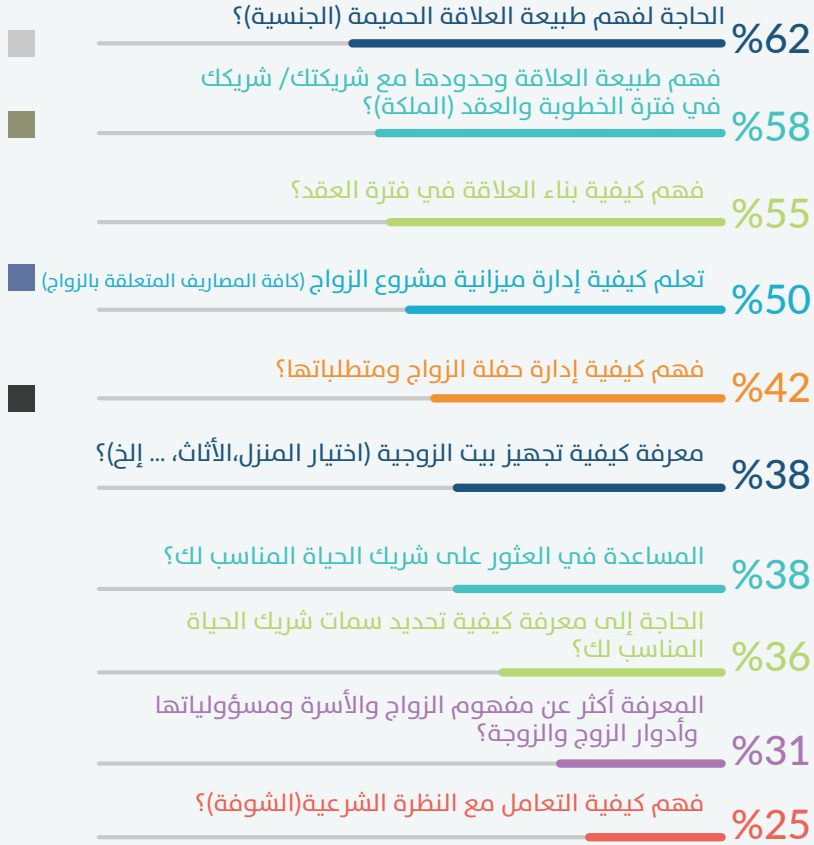 الحاجة لفهم طبيعة العلاقة الحميمة (الجنسية)؟
%62
فهم طبيعة العلاقة وحدودها مع شريكتك/ شريكك
في فترة الخطوبة والعقد (الملكة)؟
%58
فهم كيفية بناء العلاقة في فترة العقد؟
%55
تعلم كيفية إدارة ميزانية مشروع الزواج (كافة المصاريف المتعلقة بالزواج)
%50
فهم كيفية إدارة حفلة الزواج ومتطلباتها؟
%42
معرفة كيفية تجهيز بيت الزوجية (اختيار المنزل،الأثاث، ... إلخ)؟
%38
المساعدة في العثور على شريك الحياة المناسب لك؟
%38
الحاجة إلى معرفة كيفية تحديد سمات شريك الحياة
المناسب لك؟
%36
المعرفة أكثر عن مفهوم الزواج والأسرة ومسؤولياتها
وأدوار الزوج والزوجة؟
%31
فهم كيفية التعامل مع النظرة الشرعية(الشوفة)؟
%25